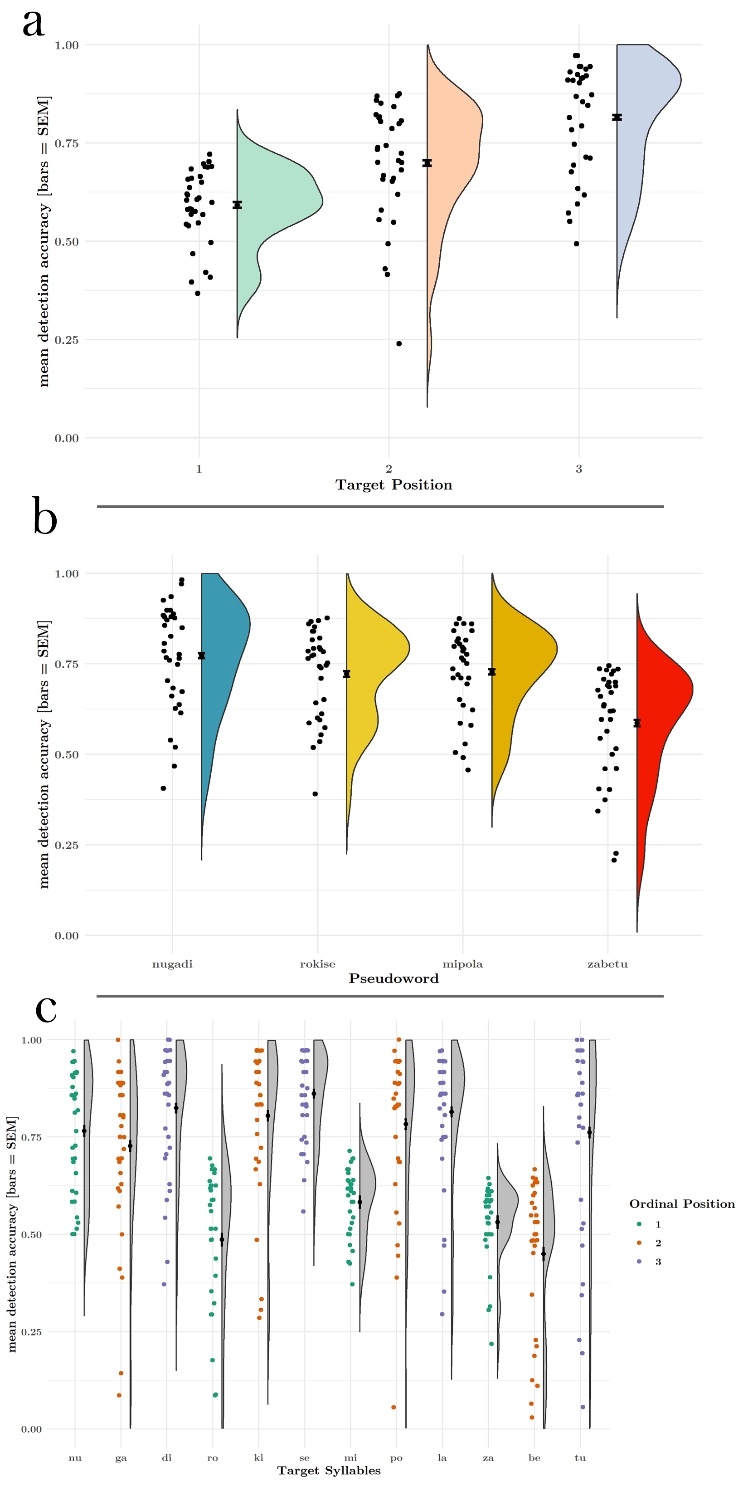 a
mean detection accuracy [bars = SEM]
1.00
0.75
0.50
0.25
0.00
1 2 3
Target Position
b
mean detection accuracy [bars = SEM]
1.00
0.75
0.50
0.25
0.00
nugadi rokise mipola zabetu
Pseudoword
c
mean detection accuracy [bars = SEM]
1.00
0.75
0.50
0.25
0.00
nu ga di ro ki se mi po la za be tu
Target Syllables
Ordinal Position
1
2
3